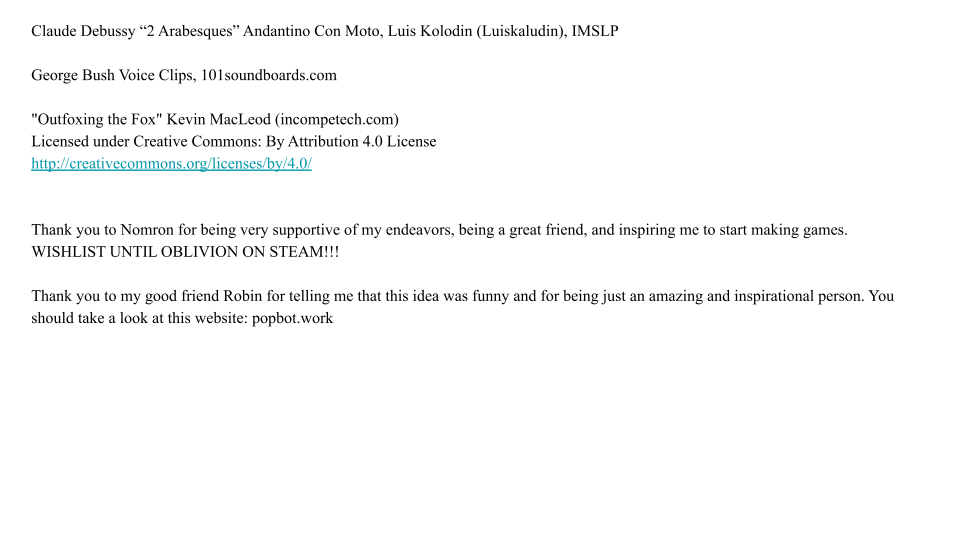 Claude Debussy “2 Arabesques” Andantino Con Moto, Luis Kolodin (Luiskaludin), IMSLP
George Bush Voice Clips, 101soundboards.com
"Outfoxing the Fox" Kevin MacLeod (incompetech.com)
Licensed under Creative Commons: By Attribution 4.0 License
http://creativecommons.org/licenses/by/4.0/
Thank you to Nomron for being very supportive of my endeavors, being a great friend, and inspiring me to start making games.
WISHLIST UNTIL OBLIVION ON STEAM!!!
Thank you to my good friend Robin for telling me that this idea was funny and for being just an amazing and inspirational person. You
should take a look at this website: popbot.work